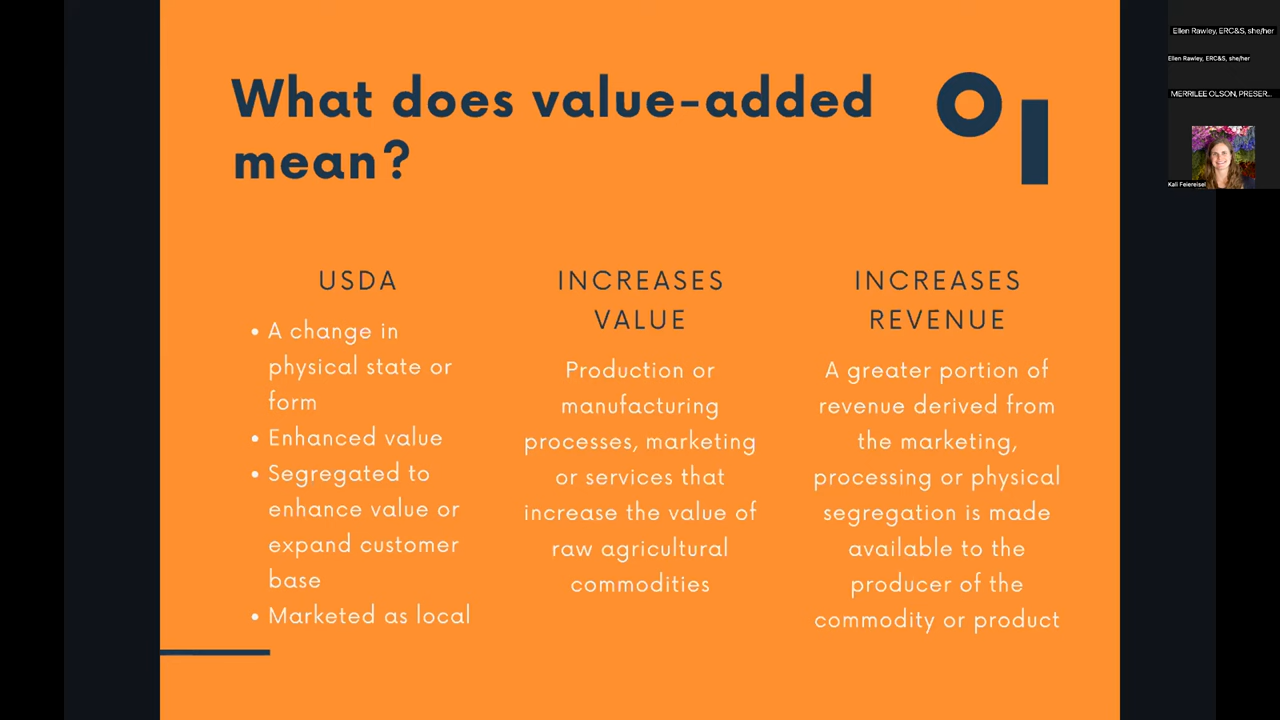 What does value-added
mean?
01
USDA
• A change in
physical state or
form
• Enhanced value
• Segregated to
enhance value or
expand customer
base
• Marketed as local
INCREASES
VALUE
Production or
manufacturing
processes, marketing
or services that
increase the value of
raw agricultural
commodities
INCREASES
REVENUE
A greater portion of
revenue derived from
the marketing,
processing or physical
segregation is made
available to the
producer of the
commodity or product
Ellen Rawley, ERC&S, she/her
Ellen Rawley, ERC&S, she/her
MERRILEE OLSON, PRESER...
Kali Feiereisel